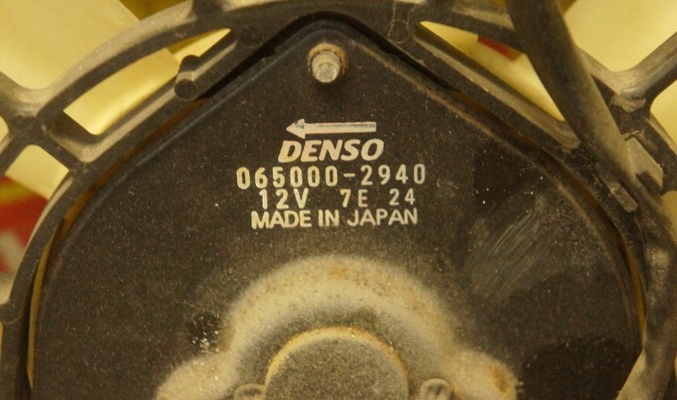 DENSO
065000-2940
12V 7E 24
MADE IN JAPAN